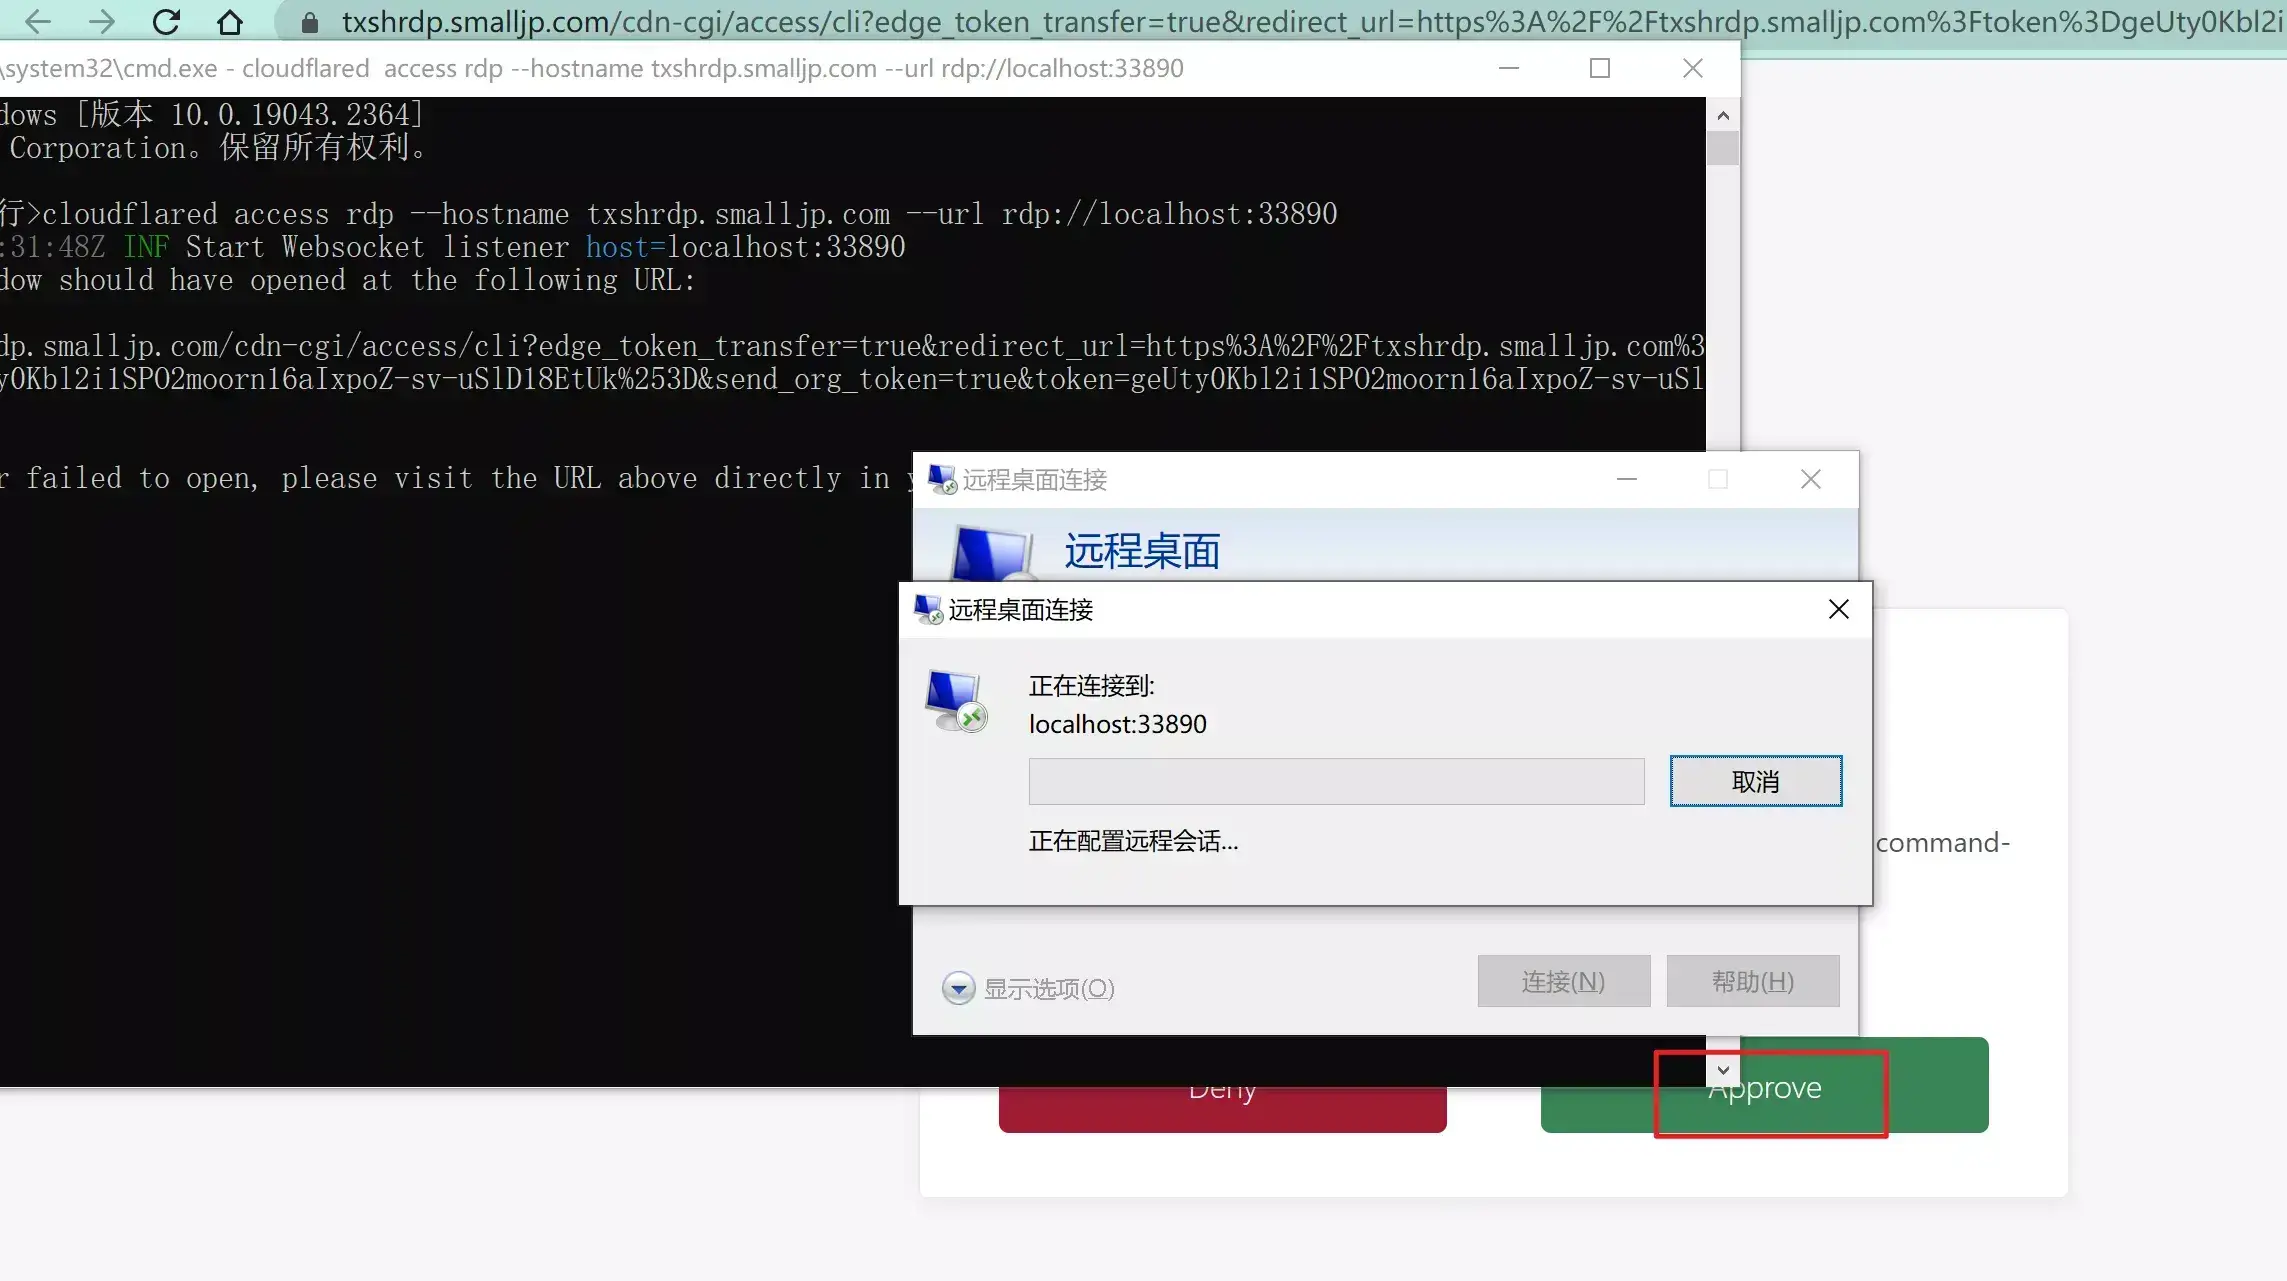 txshrdp.smalljp.com/cdn-cgi/access/cli?edge_token_transfer=true&redirect_url=https%3A%2F%2Ftxshrdp.smalljp.com%3Ftoken%3DgeUty0Kbl2i
\system32\cmd.exe - cloudflared  access rdp --hostname txshrdp.smalljp.com --url rdp://localhost:33890
dows [版本 10.0.19043.2364]
Corporation。保留所有权利。
行>cloudflared access rdp --hostname txshrdp.smalljp.com --url rdp://localhost:33890
:31:48Z INF Start Websocket listener host=localhost:33890
dow should have opened at the following URL:
dp.smalljp.com/cdn-cgi/access/cli?edge_token_transfer=true&redirect_url=https%3A%2F%2Ftxshrdp.smalljp.com%3
y0Kbl2i1SPO2moorn16aIxpoZ-sv-uSlD18EtUk%253D&send_org_token=true&token=geUty0Kbl2i1SPO2moorn16aIxpoZ-sv-uSl
r failed to open, please visit the URL above directly in y
远程桌面连接
远程桌面
远程桌面连接
正在连接到:
localhost:33890
取消
正在配置远程会话...
command-
显示选项(O)
连接(N)
帮助(H)
Deny
Approve